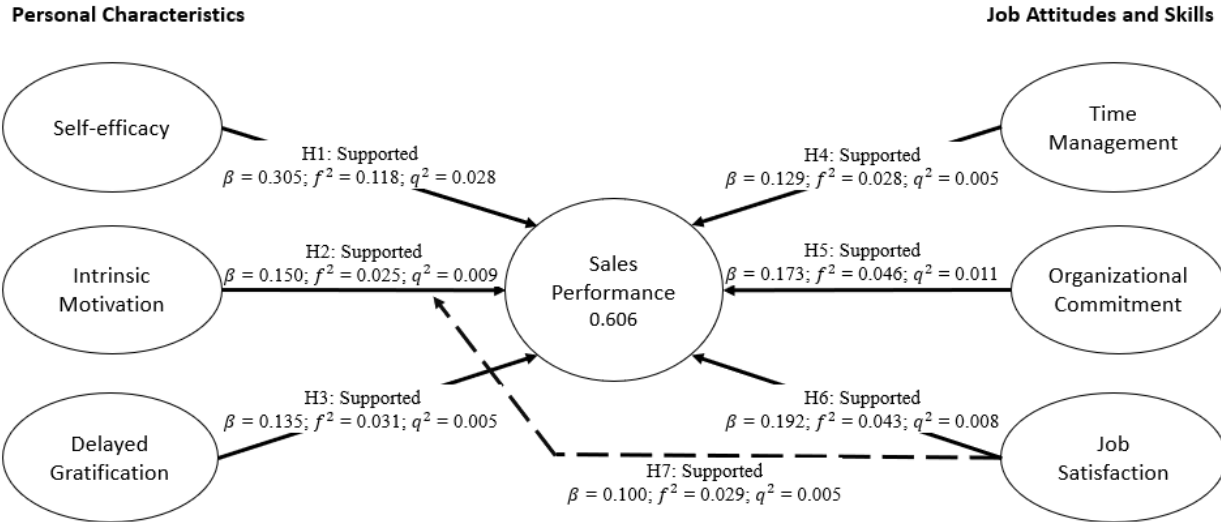 Personal Characteristics
Job Attitudes and Skills
Self-efficacy
H1: Supported
β = 0.305; f² = 0.118; q² = 0.028
Intrinsic
Motivation
H2: Supported
β = 0.150; f² = 0.025; q² = 0.009
Delayed
Gratification
H3: Supported
β = 0.135; f² = 0.031; q² = 0.005
Sales
Performance
0.606
Time
Management
H4: Supported
β = 0.129; f² = 0.028; q² = 0.005
Organizational
Commitment
H5: Supported
β = 0.173; f² = 0.046; q² = 0.011
Job
Satisfaction
H6: Supported
β = 0.192; f² = 0.043; q² = 0.008
H7: Supported
β = 0.100; f² = 0.029; q² = 0.005